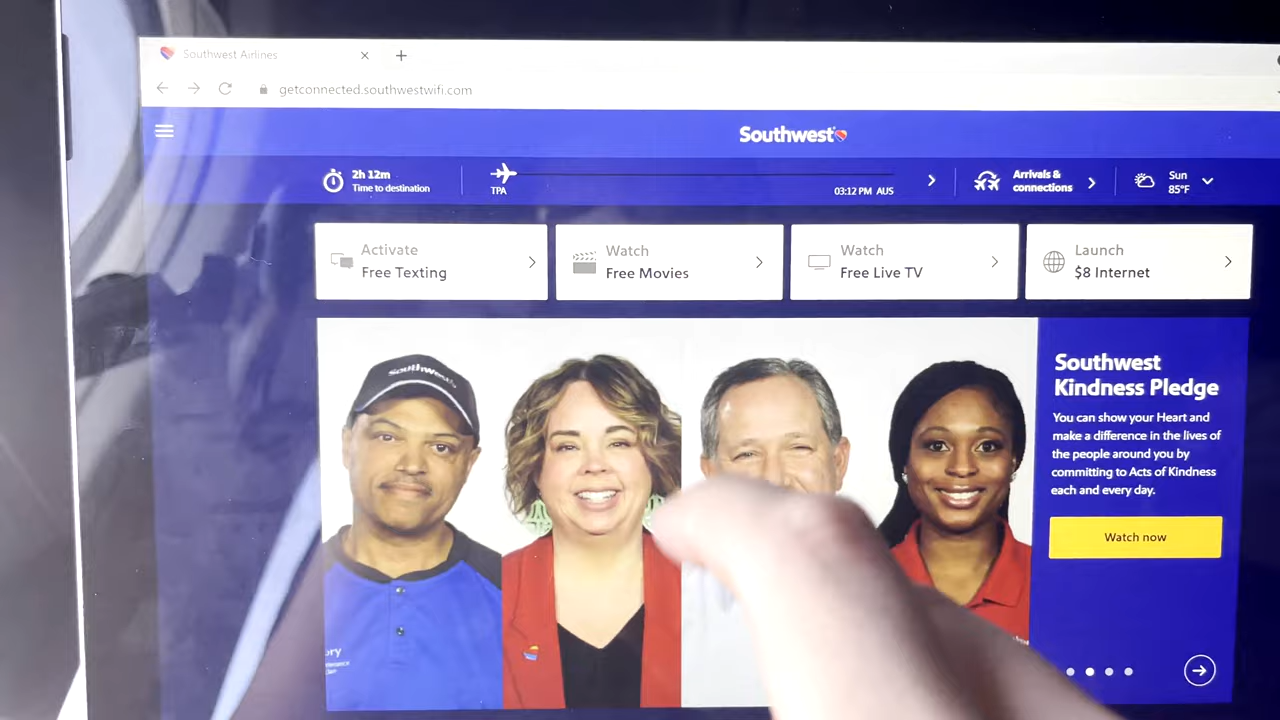 Southwest Airlines
getconnected.southwestwifi.com
Southwest
2h 12m
Time to destination
TPA
03:12 PM AUS
Arrivals &
connections
Sun
85°F
Activate
Free Texting
Watch
Free Movies
Watch
Free Live TV
Launch
$8 Internet
Southwest
Southwest
Kindness Pledge
You can show your Heart and
make a difference in the lives of
the people around you by
committing to Acts of Kindness
each and every day.
Watch now